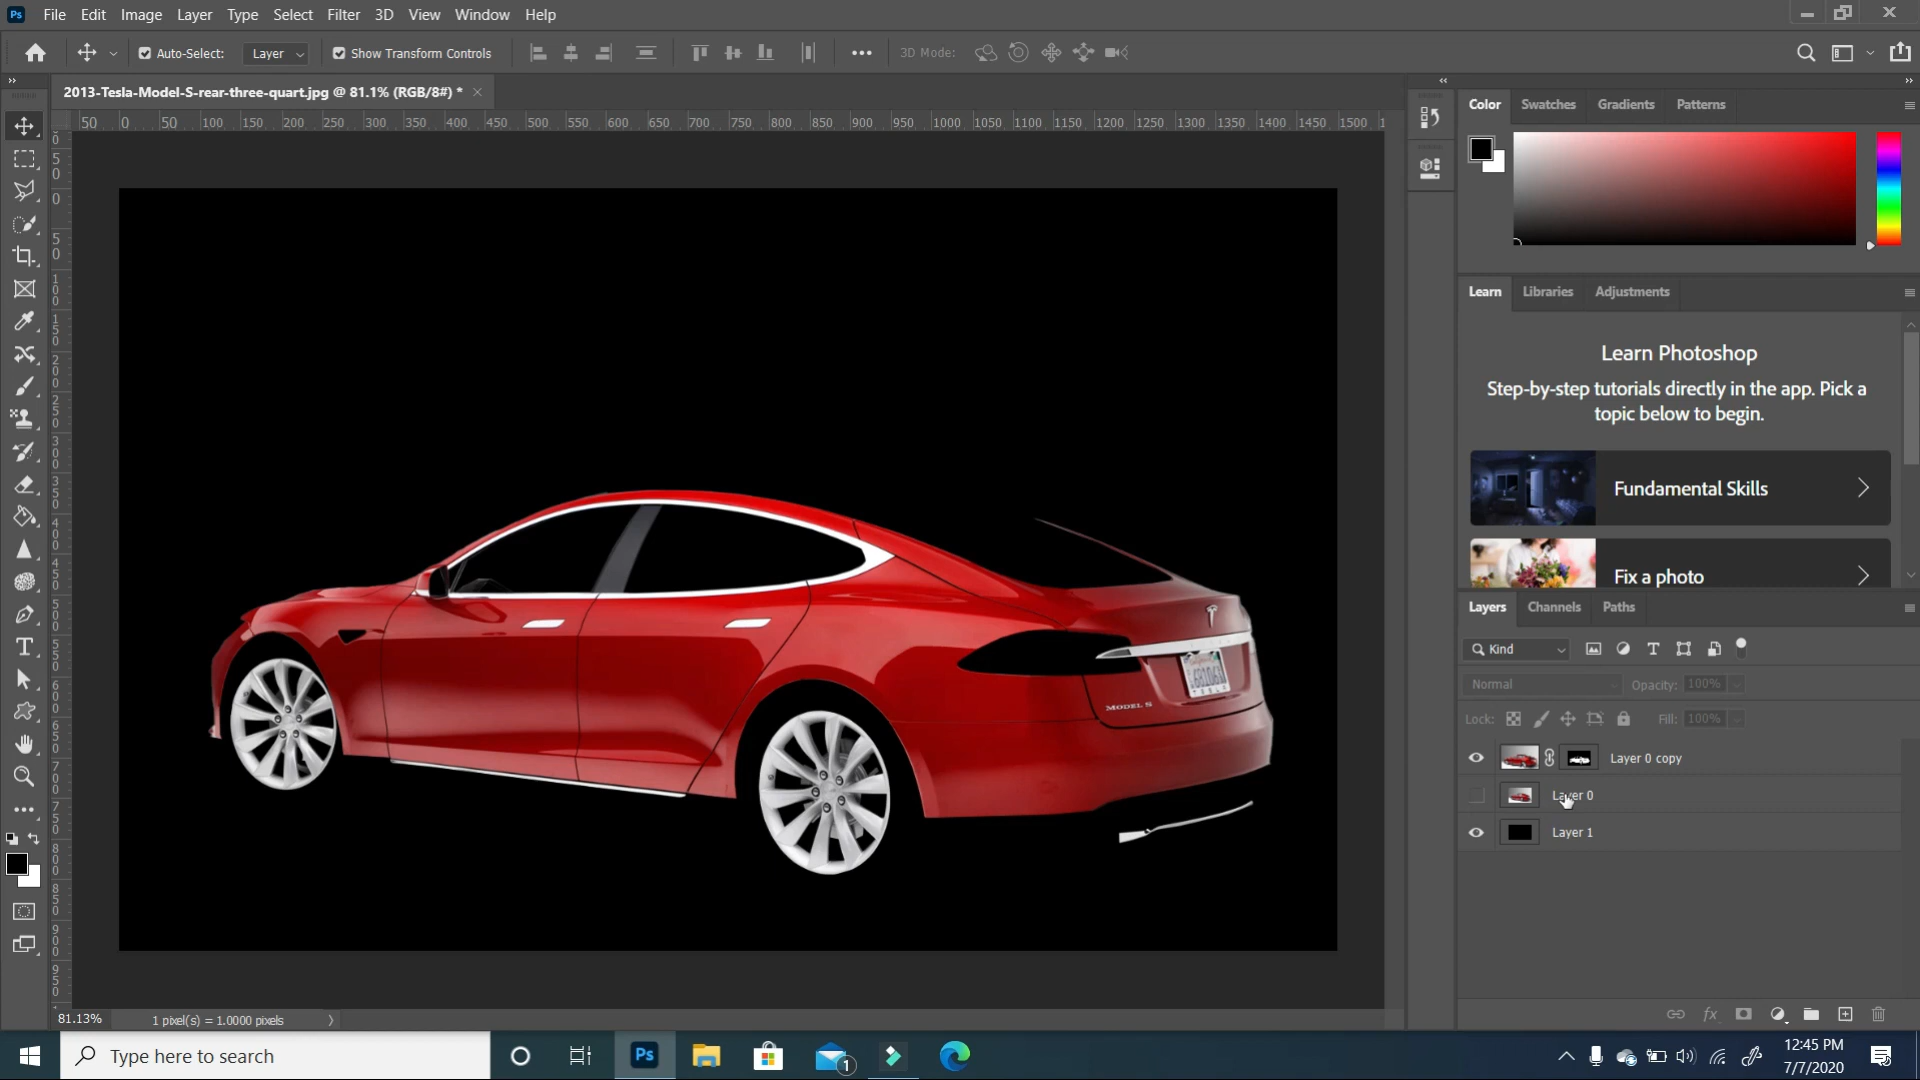 Ps File Edit Image Layer Type Select Filter 3D View Window Help
Auto-Select: Layer Show Transform Controls 3D Mode:
2013-Tesla-Model-S-rear-three-quart.jpg @ 81.1% (RGB/8#) *
50 0 50 100 150 200 250 300 350 400 450 500 550 600 650 700 750 800 850 900 950 1000 1050 1100 1150 1200 1250 1300 1350 1400 1450 1500 1
Color Swatches Gradients Patterns
Learn Libraries Adjustments
Learn Photoshop
Step-by-step tutorials directly in the app. Pick a
topic below to begin.
Fundamental Skills
Fix a photo
Layers Channels Paths
Kind
Normal Opacity: 100%
Lock: Fill: 100%
Layer 0 copy
Layer 0
Layer 1
MODEL S
TESLA
81.13% 1 pixel(s) = 1.0000 pixels
Type here to search
Ps
1
12:45 PM
7/7/2020